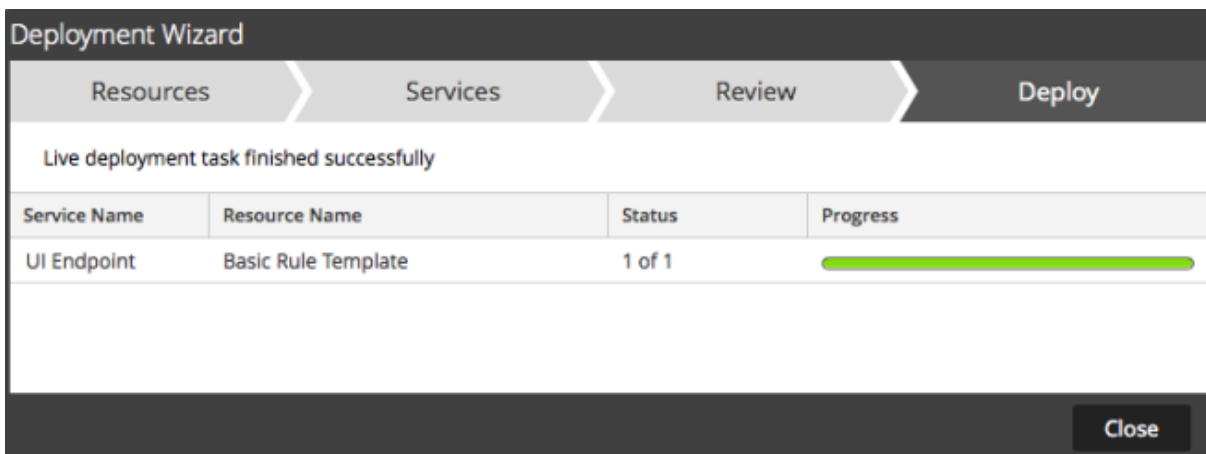 Deployment Wizard
Resources Services Review Deploy
Live deployment task finished successfully
Service Name Resource Name Status Progress
UI Endpoint Basic Rule Template 1 of 1
Close